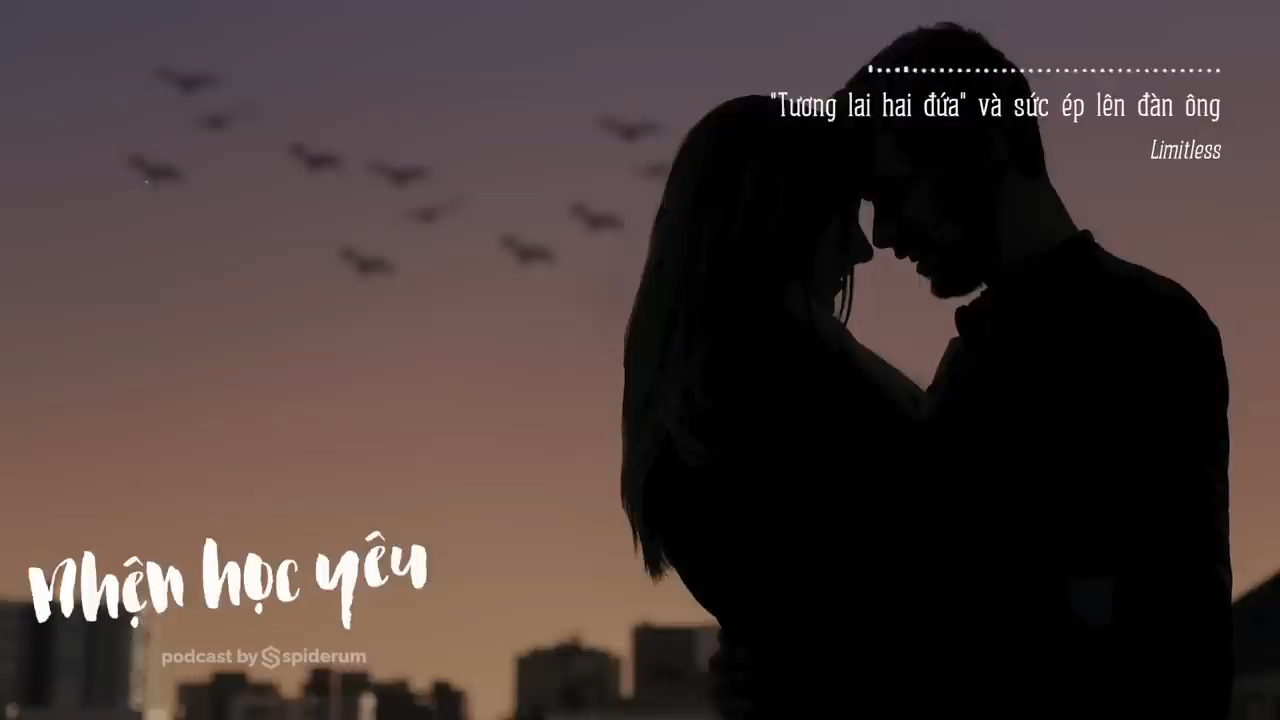 "Tương lai hai đứa" và sức ép lên đàn ông
Limitless
Nhện học yêu
podcast by spiderum